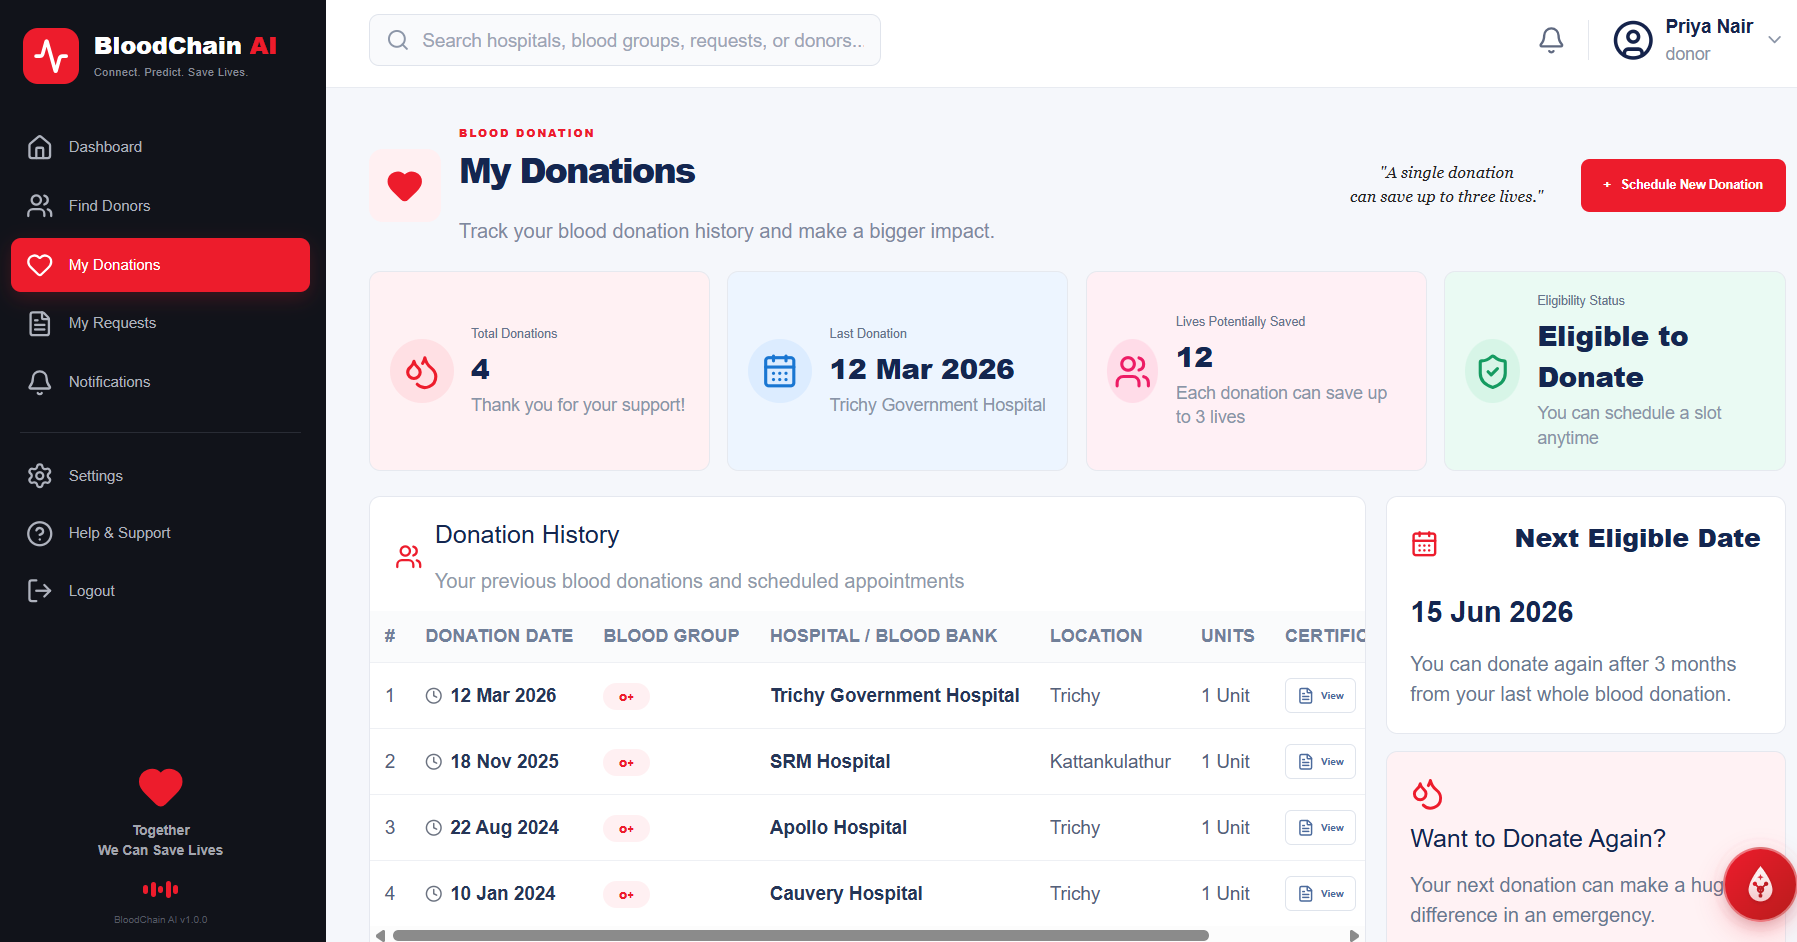 BloodChain AI
Connect. Predict. Save Lives.
Dashboard
Find Donors
My Donations
My Requests
Notifications
Settings
Help & Support
Logout
Together
We Can Save Lives
BloodChain AI v1.0.0
Search hospitals, blood groups, requests, or donors..
Priya Nair
donor
BLOOD DONATION
My Donations
Track your blood donation history and make a bigger impact.
"A single donation
can save up to three lives."
+ Schedule New Donation
Total Donations
4
Thank you for your support!
Last Donation
12 Mar 2026
Trichy Government Hospital
Lives Potentially Saved
12
Each donation can save up
to 3 lives
Eligibility Status
Eligible to
Donate
You can schedule a slot
anytime
Donation History
Your previous blood donations and scheduled appointments
# DONATION DATE BLOOD GROUP HOSPITAL / BLOOD BANK LOCATION UNITS CERTIFIC
1 12 Mar 2026 O+ Trichy Government Hospital Trichy 1 Unit View
2 18 Nov 2025 O+ SRM Hospital Kattankulathur 1 Unit View
3 22 Aug 2024 O+ Apollo Hospital Trichy 1 Unit View
4 10 Jan 2024 O+ Cauvery Hospital Trichy 1 Unit View
Next Eligible Date
15 Jun 2026
You can donate again after 3 months
from your last whole blood donation.
Want to Donate Again?
Your next donation can make a hug
difference in an emergency.